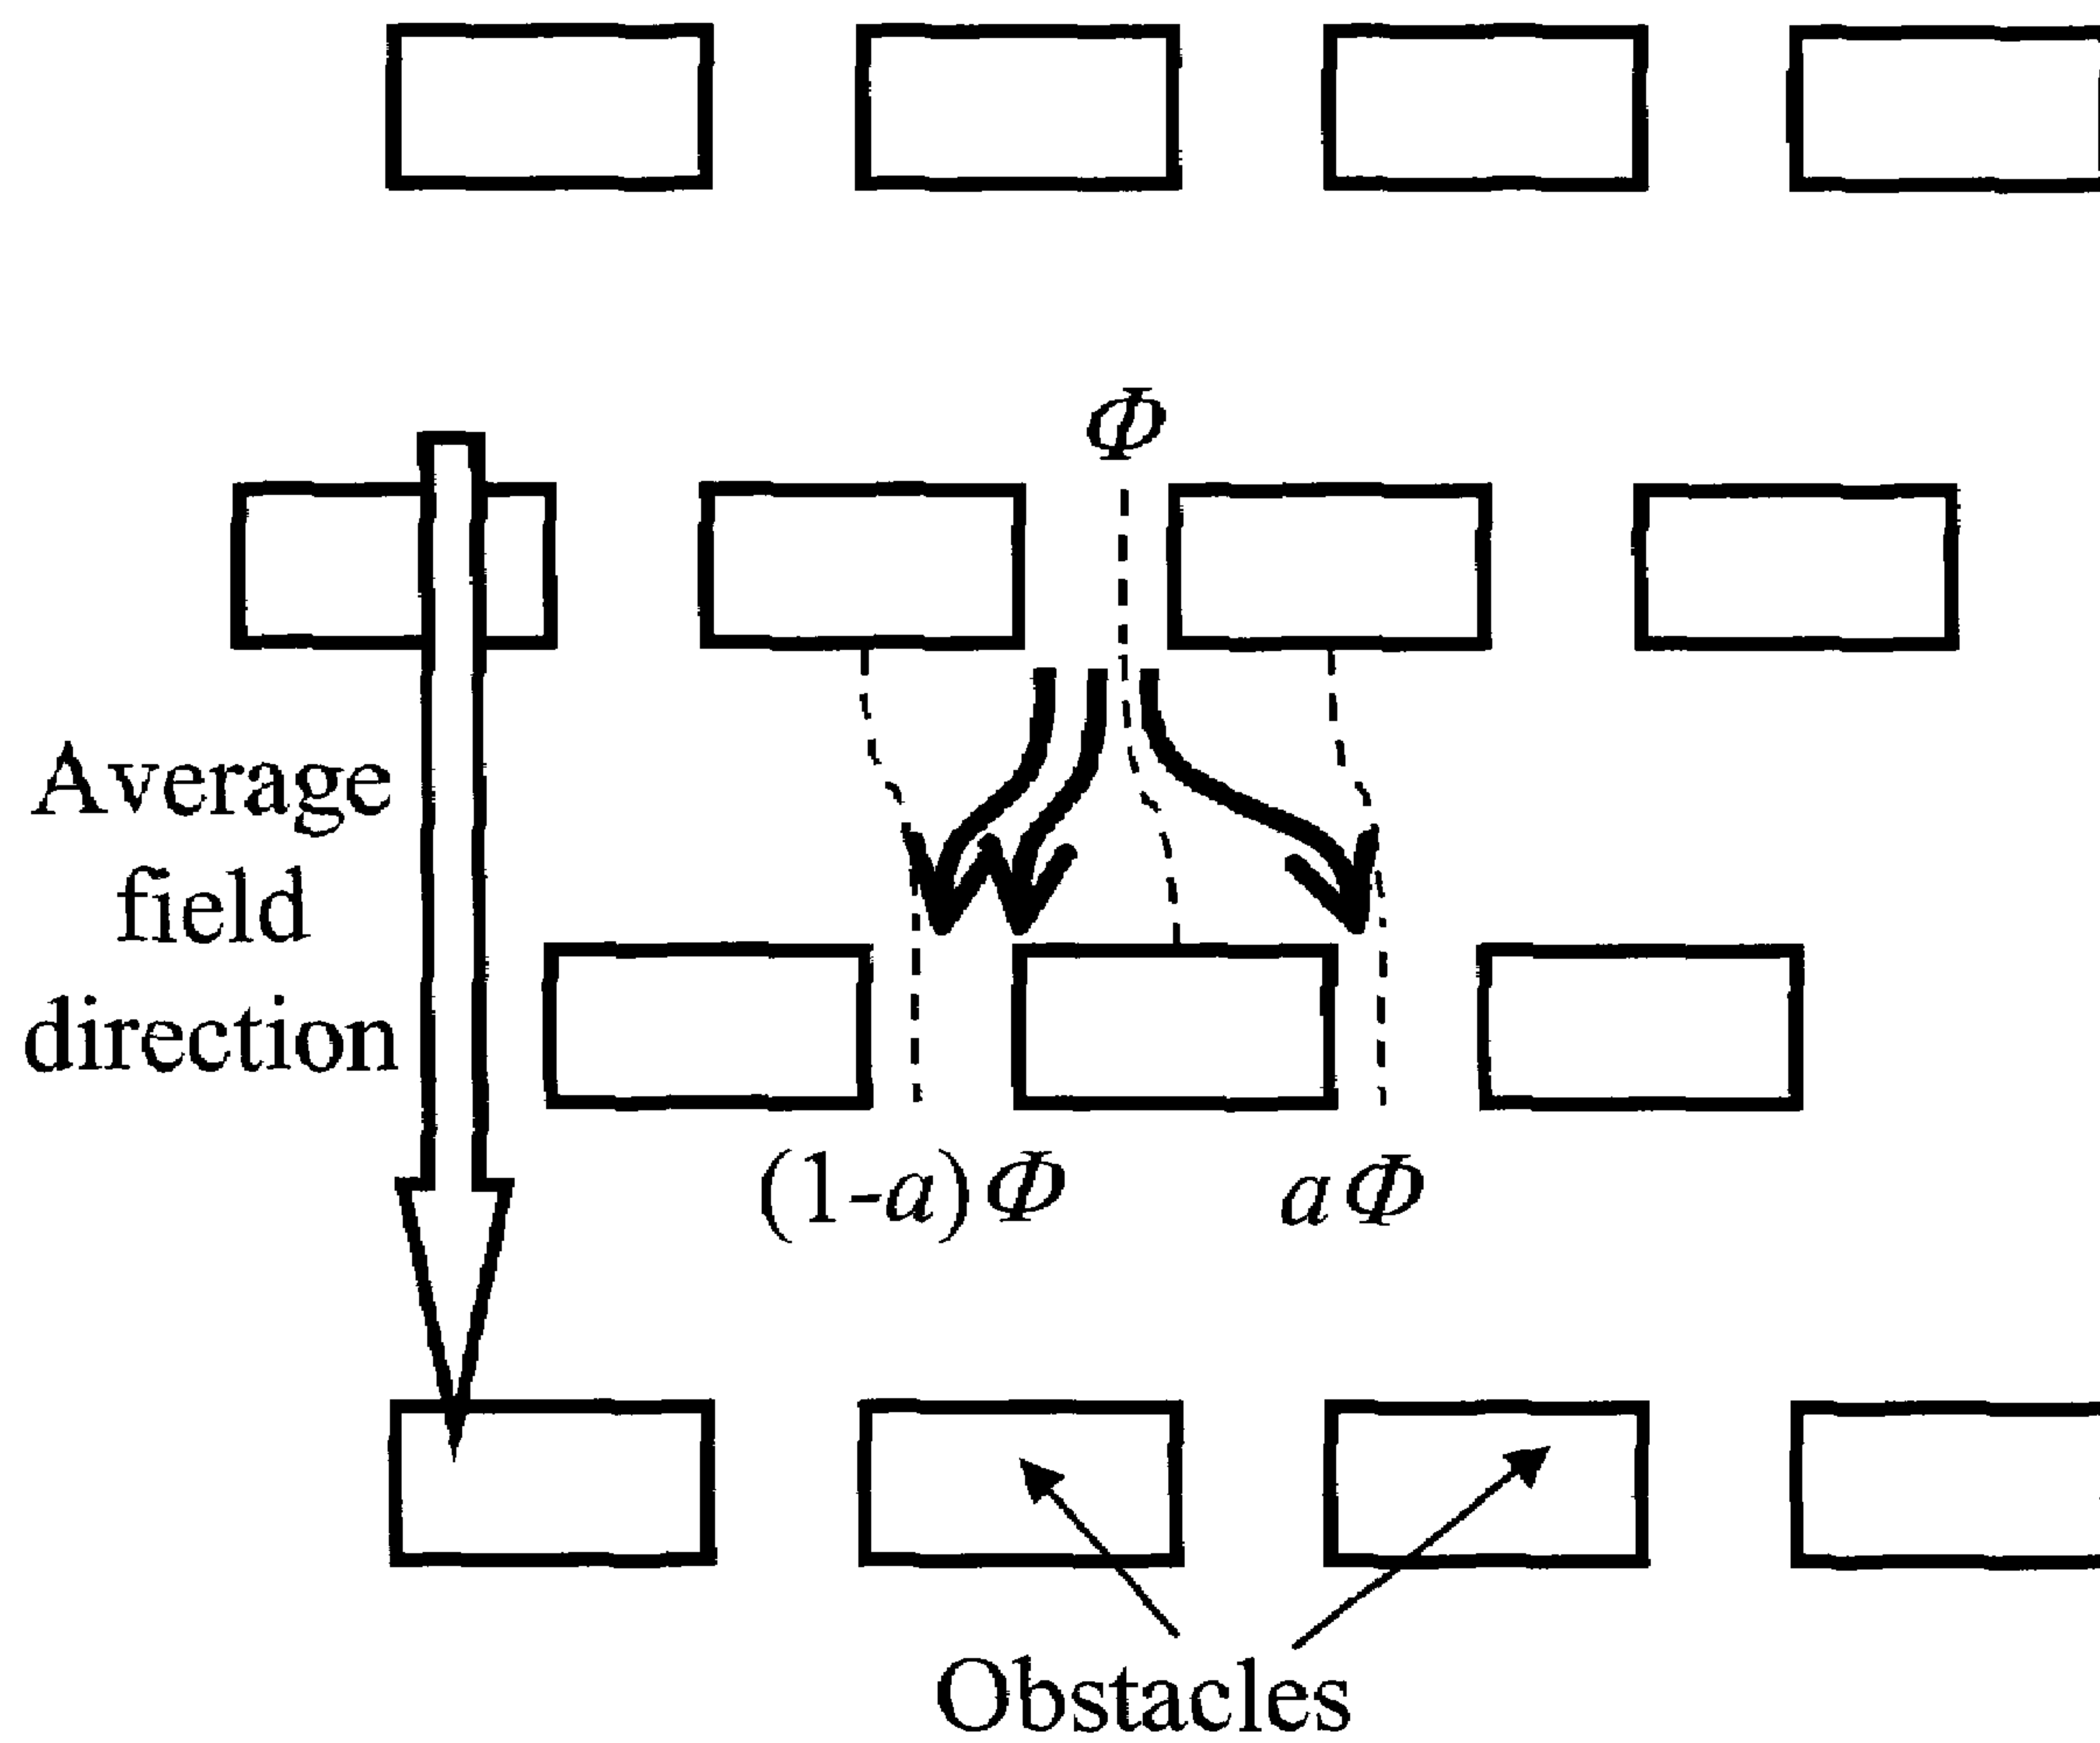 Φ
Average
field
direction
(1-a)Φ
aΦ
Obstacles